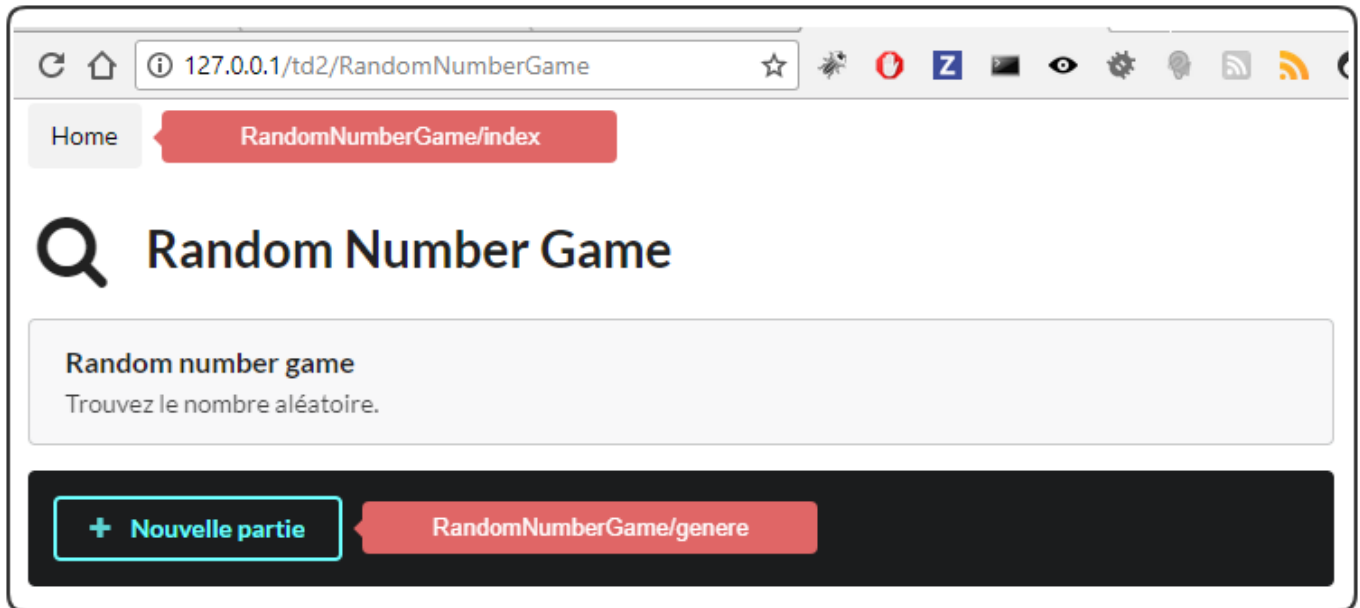 127.0.0.1/td2/RandomNumberGame
Z
Home RandomNumberGame/index
Random Number Game
Random number game
Trouvez le nombre aléatoire.
+ Nouvelle partie RandomNumberGame/genere